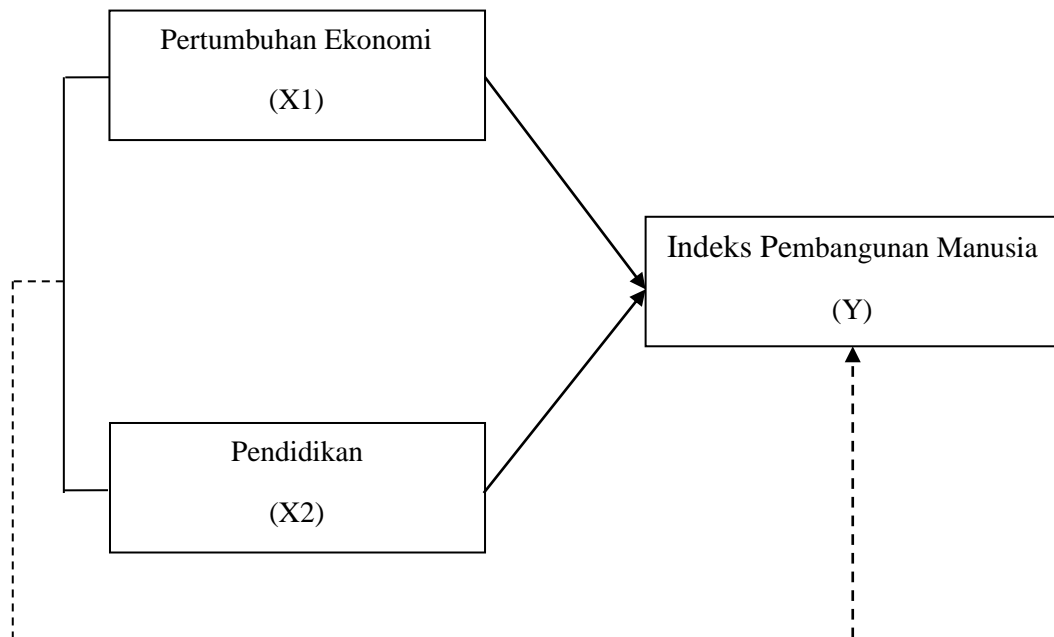 Pertumbuhan Ekonomi
(X1)
Indeks Pembangunan Manusia
(Y)
Pendidikan
(X2)